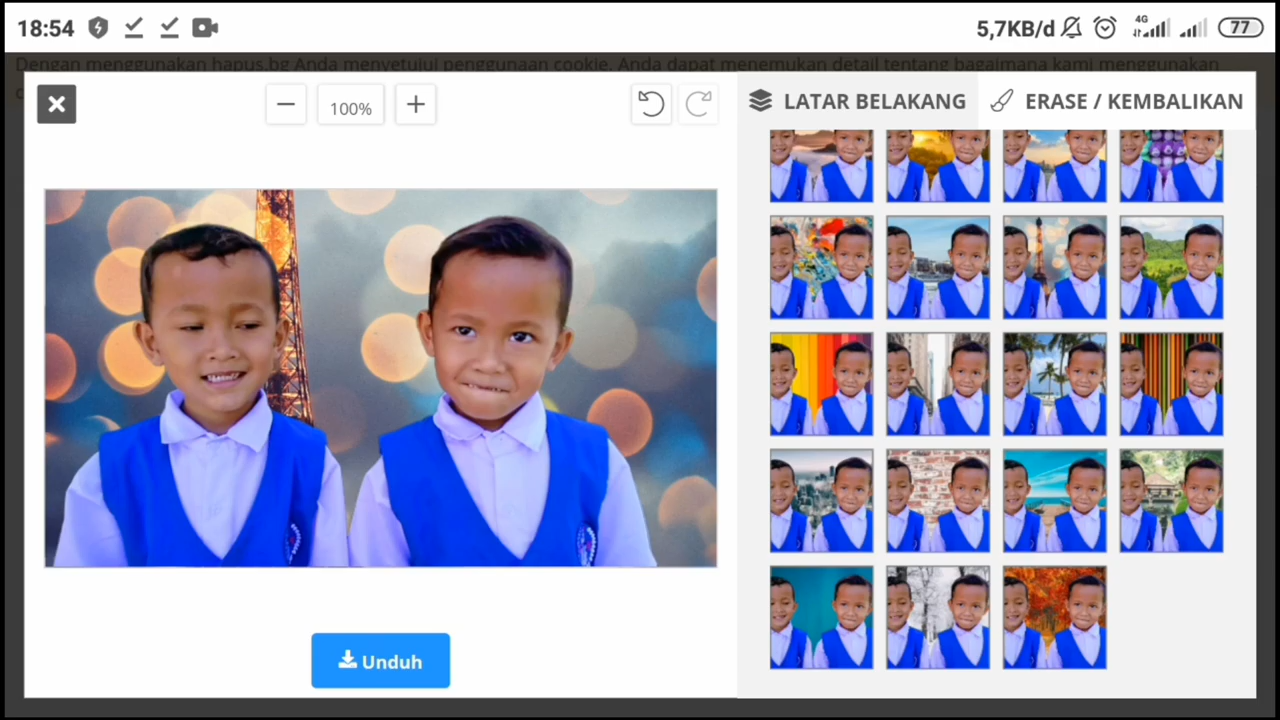 18:54
5,7KB/d 4G 77
Dengan menggunakan hapus.bg Anda menyetujui penggunaan cookie. Anda dapat menemukan detail tentang bagaimana kami menggunakan
100%
LATAR BELAKANG
ERASE / KEMBALIKAN
Unduh